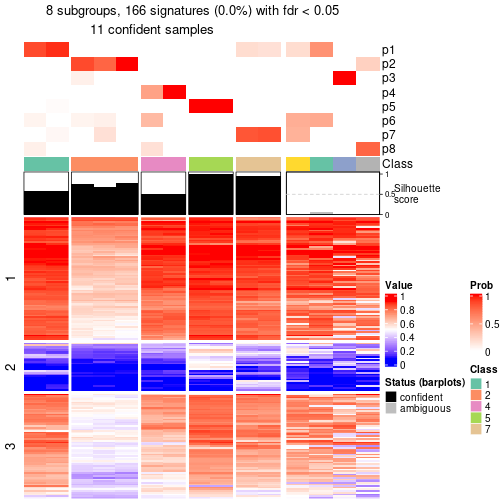 8 subgroups, 166 signatures (0.0%) with fdr < 0.05
11 confident samples
p1
p2
p3
p4
p5
p6
p7
p8
Class
1
0.5
0
Silhouette
score
1
2
3
Value
1
0.8
0.6
0.4
0.2
0
Prob
1
0.5
0
Status (barplots)
confident
ambiguous
Class
1
2
4
5
7